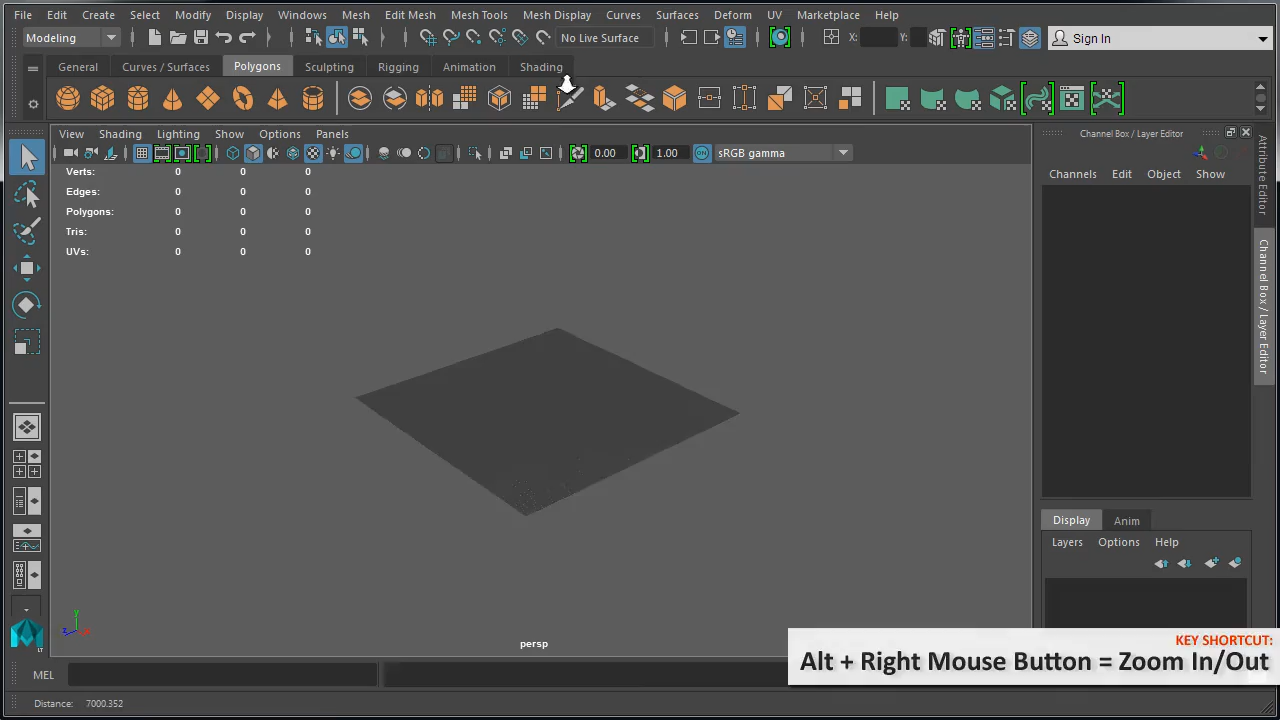 File Edit Create Select Modify Display Windows Mesh Edit Mesh Mesh Tools Mesh Display Curves Surfaces Deform UV Marketplace Help
Modeling No Live Surface X: Y: Sign In
General Curves / Surfaces Polygons Sculpting Rigging Animation Shading
View Shading Lighting Show Options Panels
Channel Box / Layer Editor
0.00 1.00 ON sRGB gamma
Channels Edit Object Show
Attribute Editor
Channel Box / Layer Editor
Verts: 0 0 0
Edges: 0 0 0
Polygons: 0 0 0
Tris: 0 0 0
UVs: 0 0 0
Display Anim
Layers Options Help
y
z x
LT
persp
KEY SHORTCUT:
Alt + Right Mouse Button = Zoom In/Out
MEL
Distance: 7000.352